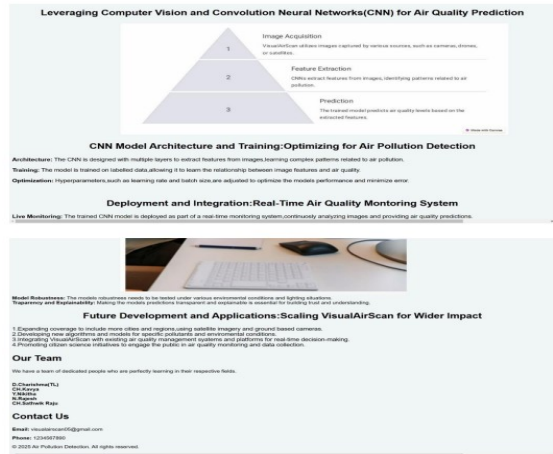 Leveraging Computer Vision and Convolution Neural Networks(CNN) for Air Quality Prediction
1
Image Acquisition
VisualAirScan utilizes images captured by various sources, such as cameras, drones,
or satellites.
2
Feature Extraction
CNNs extract features from images, identifying patterns related to air
pollution.
3
Prediction
The trained model predicts air quality levels based on the
extracted features.
CNN Model Architecture and Training:Optimizing for Air Pollution Detection
Architecture: The CNN is designed with multiple layers to extract features from images,learning complex patterns related to air pollution.
Training: The model is trained on labelled data,allowing it to learn the relationship between image features and air quality.
Optimization: Hyperparameters,such as learning rate and batch size,are adjusted to optimize the models performance and minimize error.
Deployment and Integration:Real-Time Air Quality Montoring System
Live Monitoring: The trained CNN model is deployed as part of a real-time monitoring system,continuously analyzing images and providing air quality predictions.
Model Robustness: The models robustness needs to be tested under various enviromental conditions and lighting situations.
Traparency and Explainability: Making the models predictions transparent and explainable is essential for building trust and understanding.
Future Development and Applications:Scaling VisualAirScan for Wider Impact
1.Expanding coverage to include more cities and regions,using satellite imagery and ground based cameras.
2.Developing new algorithms and models for specific pollutants and enviromental conditions.
3.Integrating VisualAirScan with existing air quality management systems and platforms for real-time decision-making.
4.Promoting citizen science initiatives to engage the public in air quality monitoring and data collection.
Our Team
We have a team of dedicated people who are perfectly learning in their respective fields.
D.Charishma(TL)
CH.Kavya
Y.Nikitha
N.Rajesh
CH.Sathwik Raju
Contact Us
Email: visualairscan05@gmail.com
Phone: 1234567890
© 2025 Air Pollution Detection. All rights reserved.